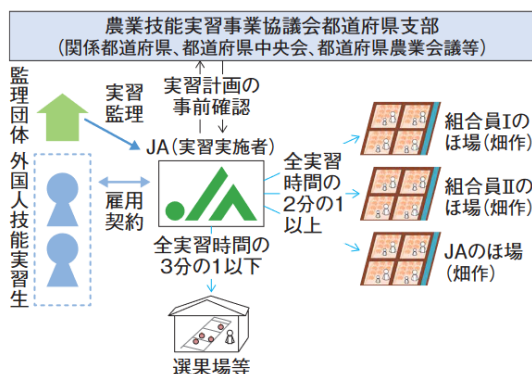 農業技能実習事業協議会都道府県支部
(関係都道府県、都道府県中央会、都道府県農業会議等)
監理団体
実習
監理
実習計画の
事前確認
JA(実習実施者)
外国人技能実習生
雇用
契約
全実習
時間の
2分の1
以上
組合員Iの
ほ場(畑作)
組合員IIの
ほ場(畑作)
JAのほ場
(畑作)
全実習時間の
3分の1以下
選果場等